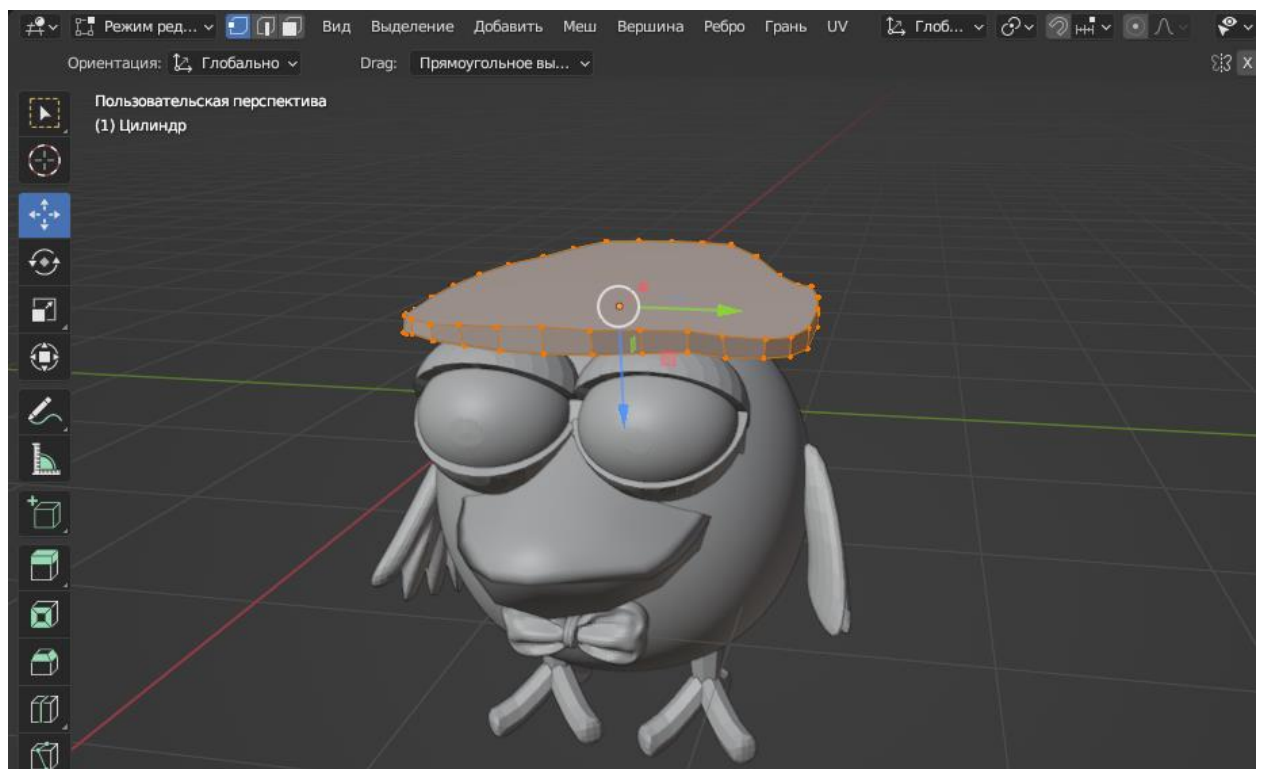 Режим ред... Вид Выделение Добавить Меш Вершина Ребро Грань UV Глоб...
Ориентация: Глобально Drag: Прямоугольное вы... X
Пользовательская перспектива
(1) Цилиндр